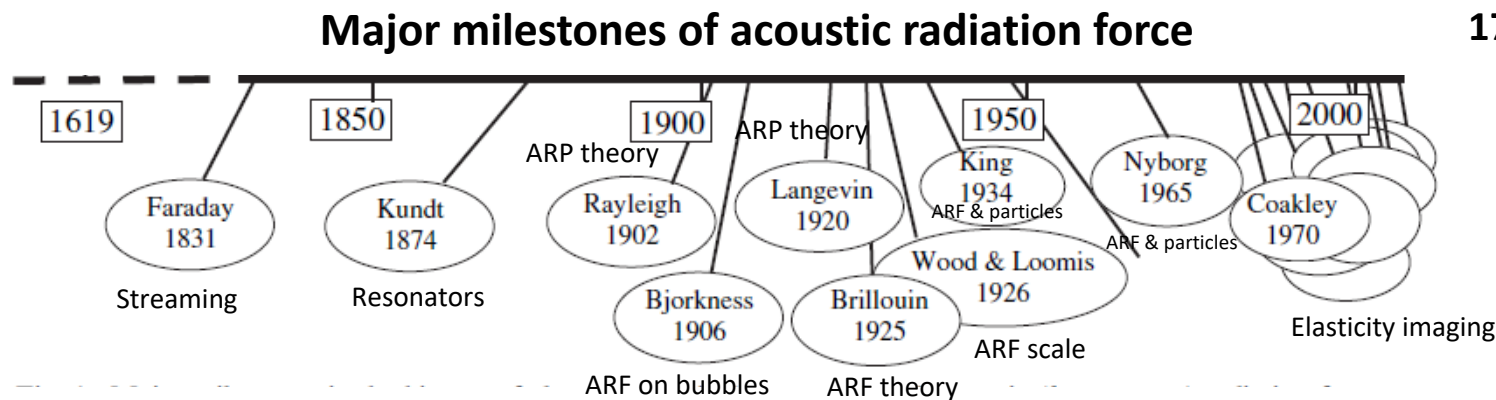 Major milestones of acoustic radiation force
17
1619
1850
1900
1950
2000
ARP theory
ARP theory
Faraday
1831
Streaming
Kundt
1874
Resonators
Rayleigh
1902
Bjorkness
1906
ARF on bubbles
Langevin
1920
Brillouin
1925
ARF theory
King
1934
ARF & particles
Wood & Loomis
1926
ARF scale
Nyborg
1965
ARF & particles
Coakley
1970
Elasticity imaging